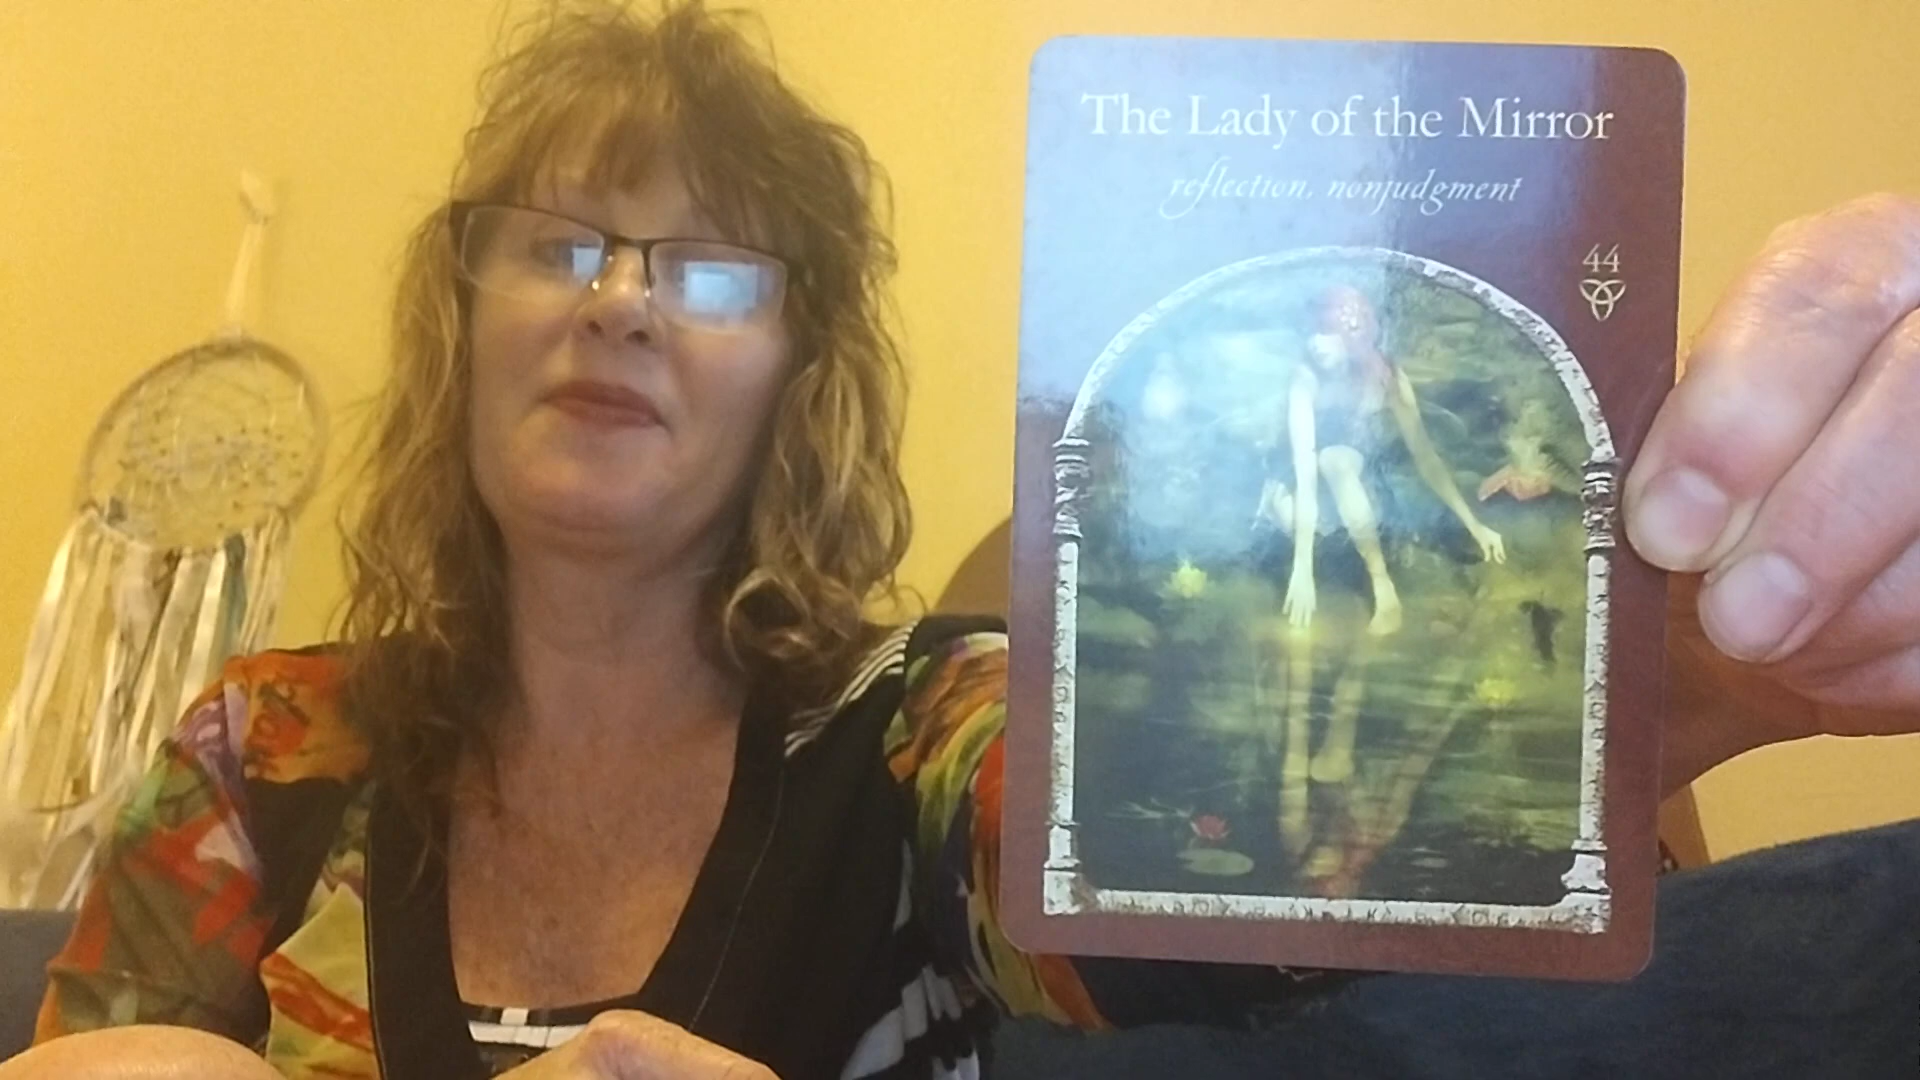 The Lady of the Mirror
reflection, nonjudgment
44